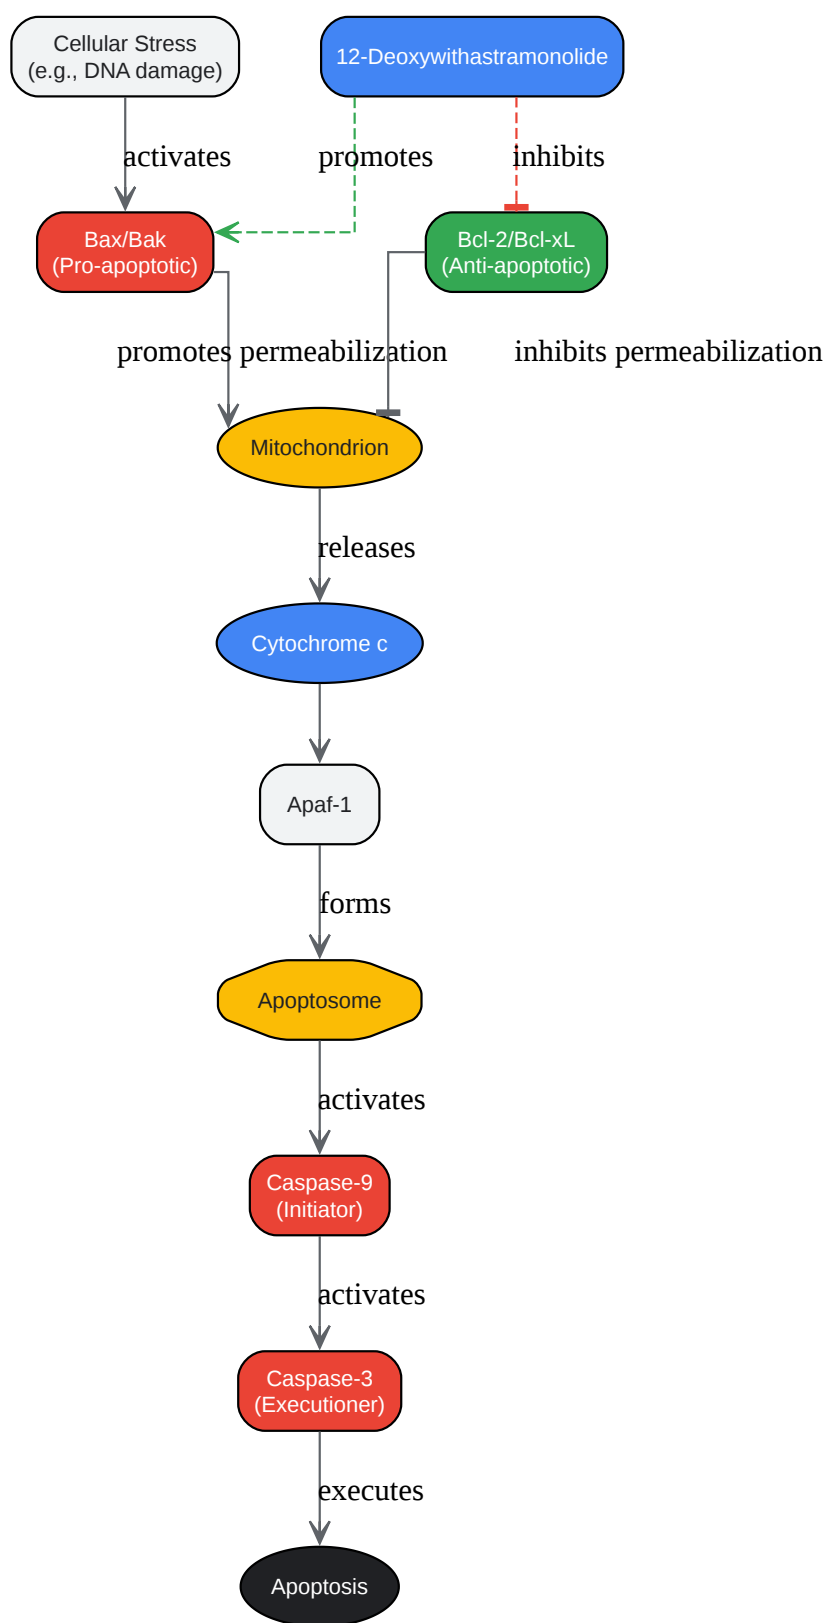 Cellular Stress
(e.g., DNA damage)
12-Deoxywithastramonolide
activates
promotes
inhibits
Bax/Bak
(Pro-apoptotic)
Bcl-2/Bcl-xL
(Anti-apoptotic)
promotes permeabilization
inhibits permeabilization
Mitochondrion
releases
Cytochrome c
Apaf-1
forms
Apoptosome
activates
Caspase-9
(Initiator)
activates
Caspase-3
(Executioner)
executes
Apoptosis